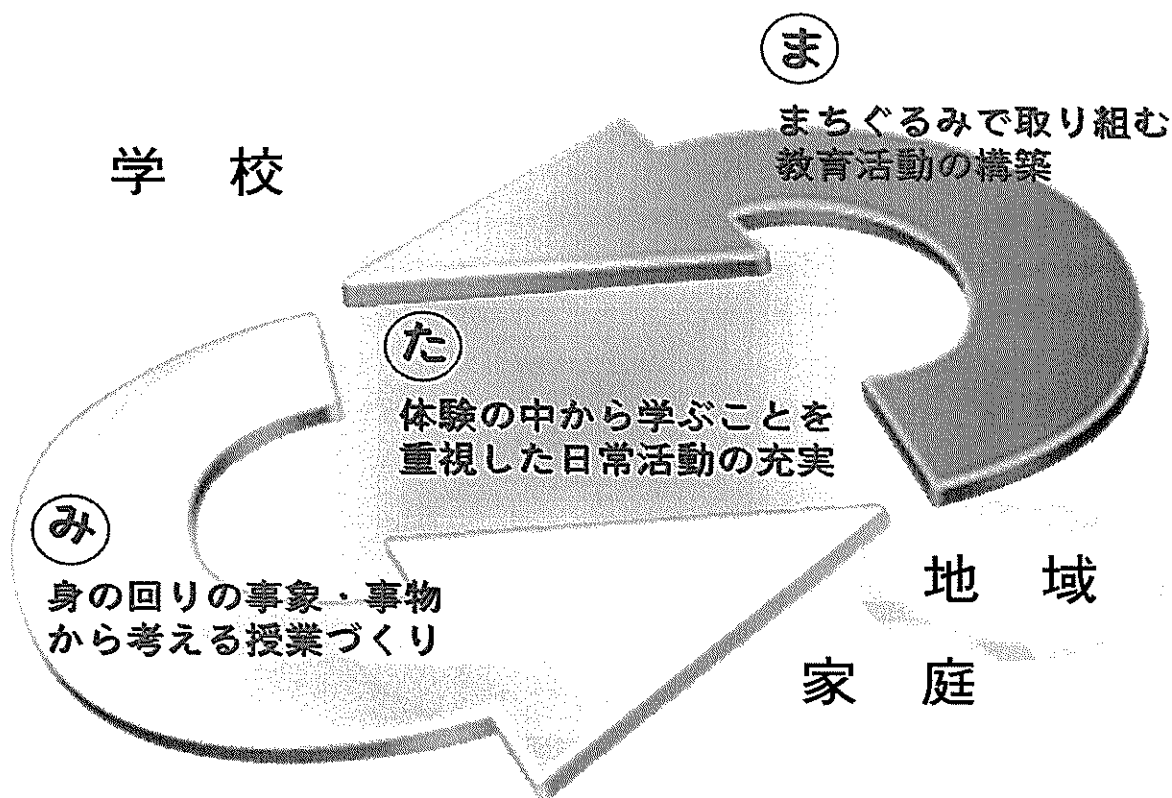 ま
まちぐるみで取り組む
教育活動の構築
学 校
た
体験の中から学ぶことを
重視した日常活動の充実
み
身の回りの事象・事物
から考える授業づくり
地 域
家 庭